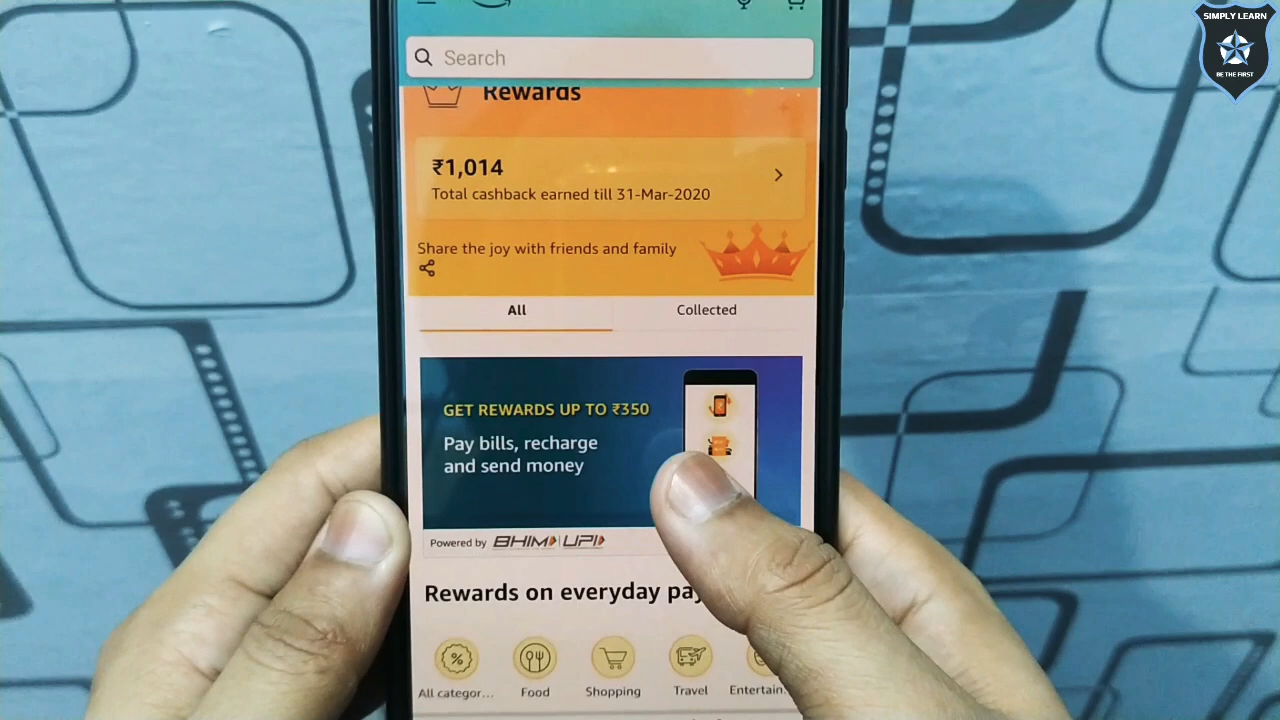 SIMPLY LEARN
BE THE FIRST
Search
Rewards
₹1,014
Total cashback earned till 31-Mar-2020
Share the joy with friends and family
All
Collected
GET REWARDS UP TO ₹350
Pay bills, recharge
and send money
Powered by BHIM UPI
Rewards on everyday pay
All categor...
Food
Shopping
Travel
Entertain